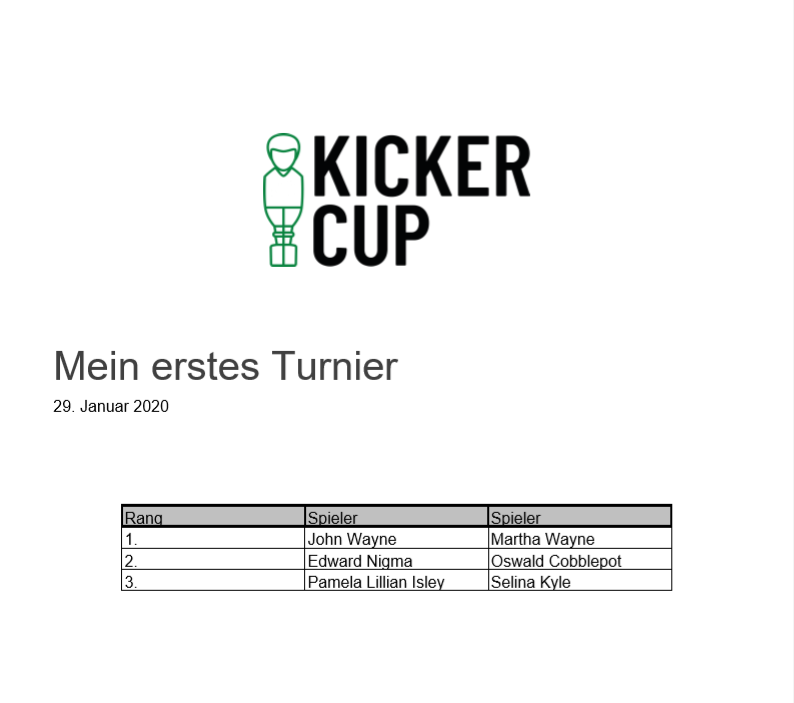 KICKER
CUP
Mein erstes Turnier
29. Januar 2020
Rang Spieler Spieler
1. John Wayne Martha Wayne
2. Edward Nigma Oswald Cobblepot
3. Pamela Lillian Isley Selina Kyle